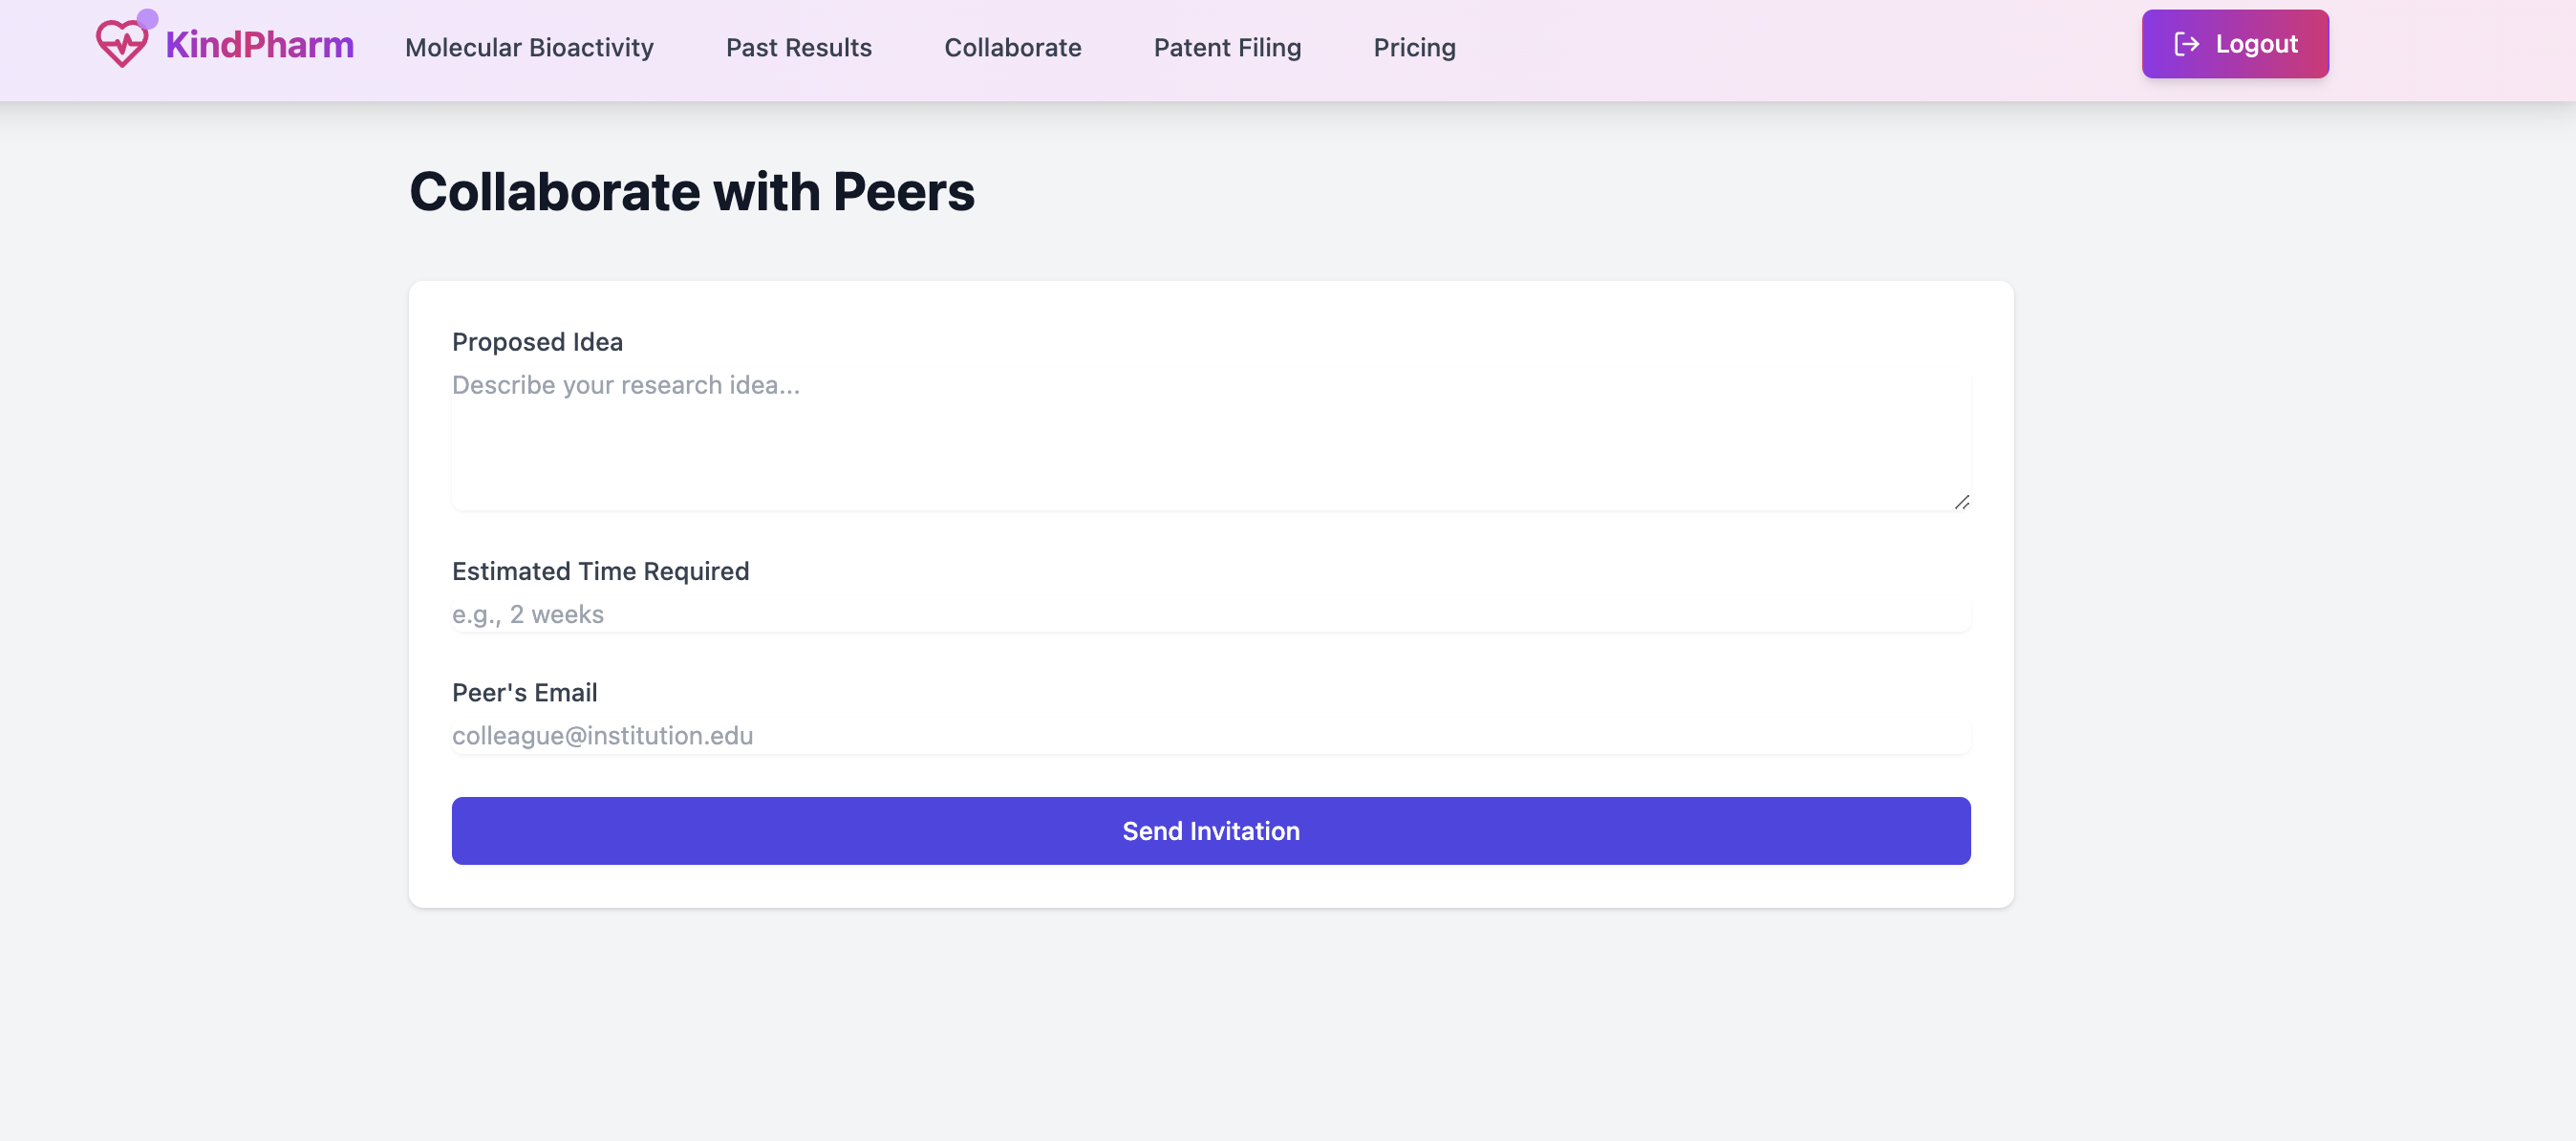 KindPharm
Molecular Bioactivity
Past Results
Collaborate
Patent Filing
Pricing
Logout
Collaborate with Peers
Proposed Idea
Describe your research idea...
Estimated Time Required
e.g., 2 weeks
Peer's Email
colleague@institution.edu
Send Invitation